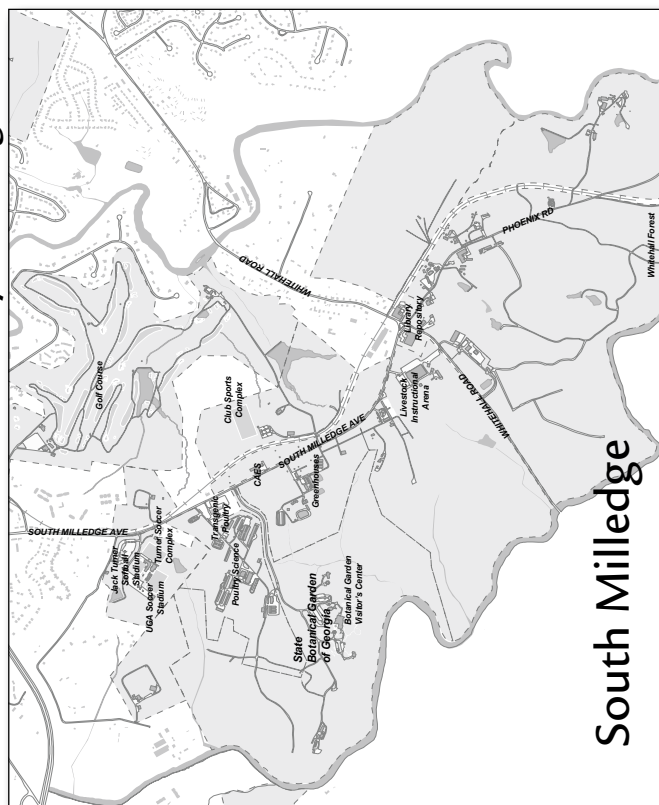 Golf Course
WHITEHALL ROAD
PHOENIX RD
Whitehall Forest
Library
Repository
Club Sports
Complex
SOUTH MILLEDGE AVE
Livestock
Instructional
Arena
WHITEHALL ROAD
CAES
Greenhouses
SOUTH MILLEDGE AVE
Jack Turner
Softball
Stadium
Turner Soccer
Complex
UGA Soccer
Stadium
Transgenic
Poultry
Poultry Science
State
Botanical Garden
of Georgia
Botanical Garden
Visitor's Center
South Milledge